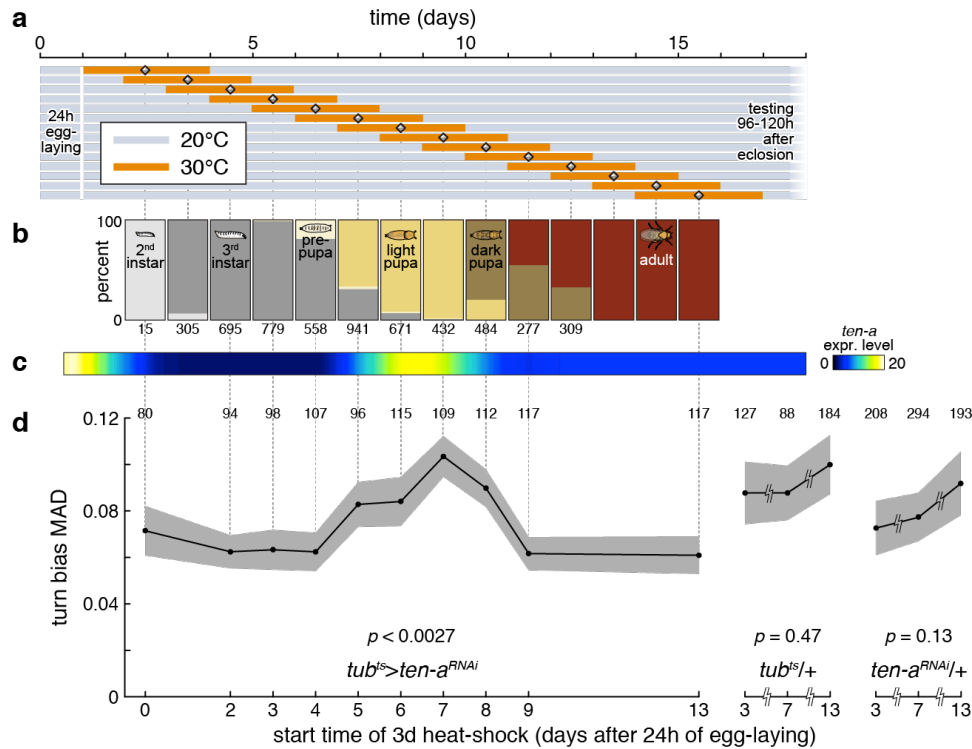 a
time (days)
0 5 10 15
24h
egg-
laying
20°C
30°C
testing
96-120h
after
eclosion
b
percent
100
0
2nd
instar
3rd
instar
pre-
pupa
light
pupa
dark
pupa
adult
15 305 695 779 558 941 671 432 484 277 309
c
ten-a
expr. level
0 20
d
turn bias MAD
0.12
0.08
0.04
0
80 94 98 107 96 115 109 112 117 117 127 88 184 208 294 193
p < 0.0027 p = 0.47 p = 0.13
tubts>ten-aRNAi tubts/+ ten-aRNAi/+
0 2 3 4 5 6 7 8 9 13 3 7 13 3 7 13
start time of 3d heat-shock (days after 24h of egg-laying)